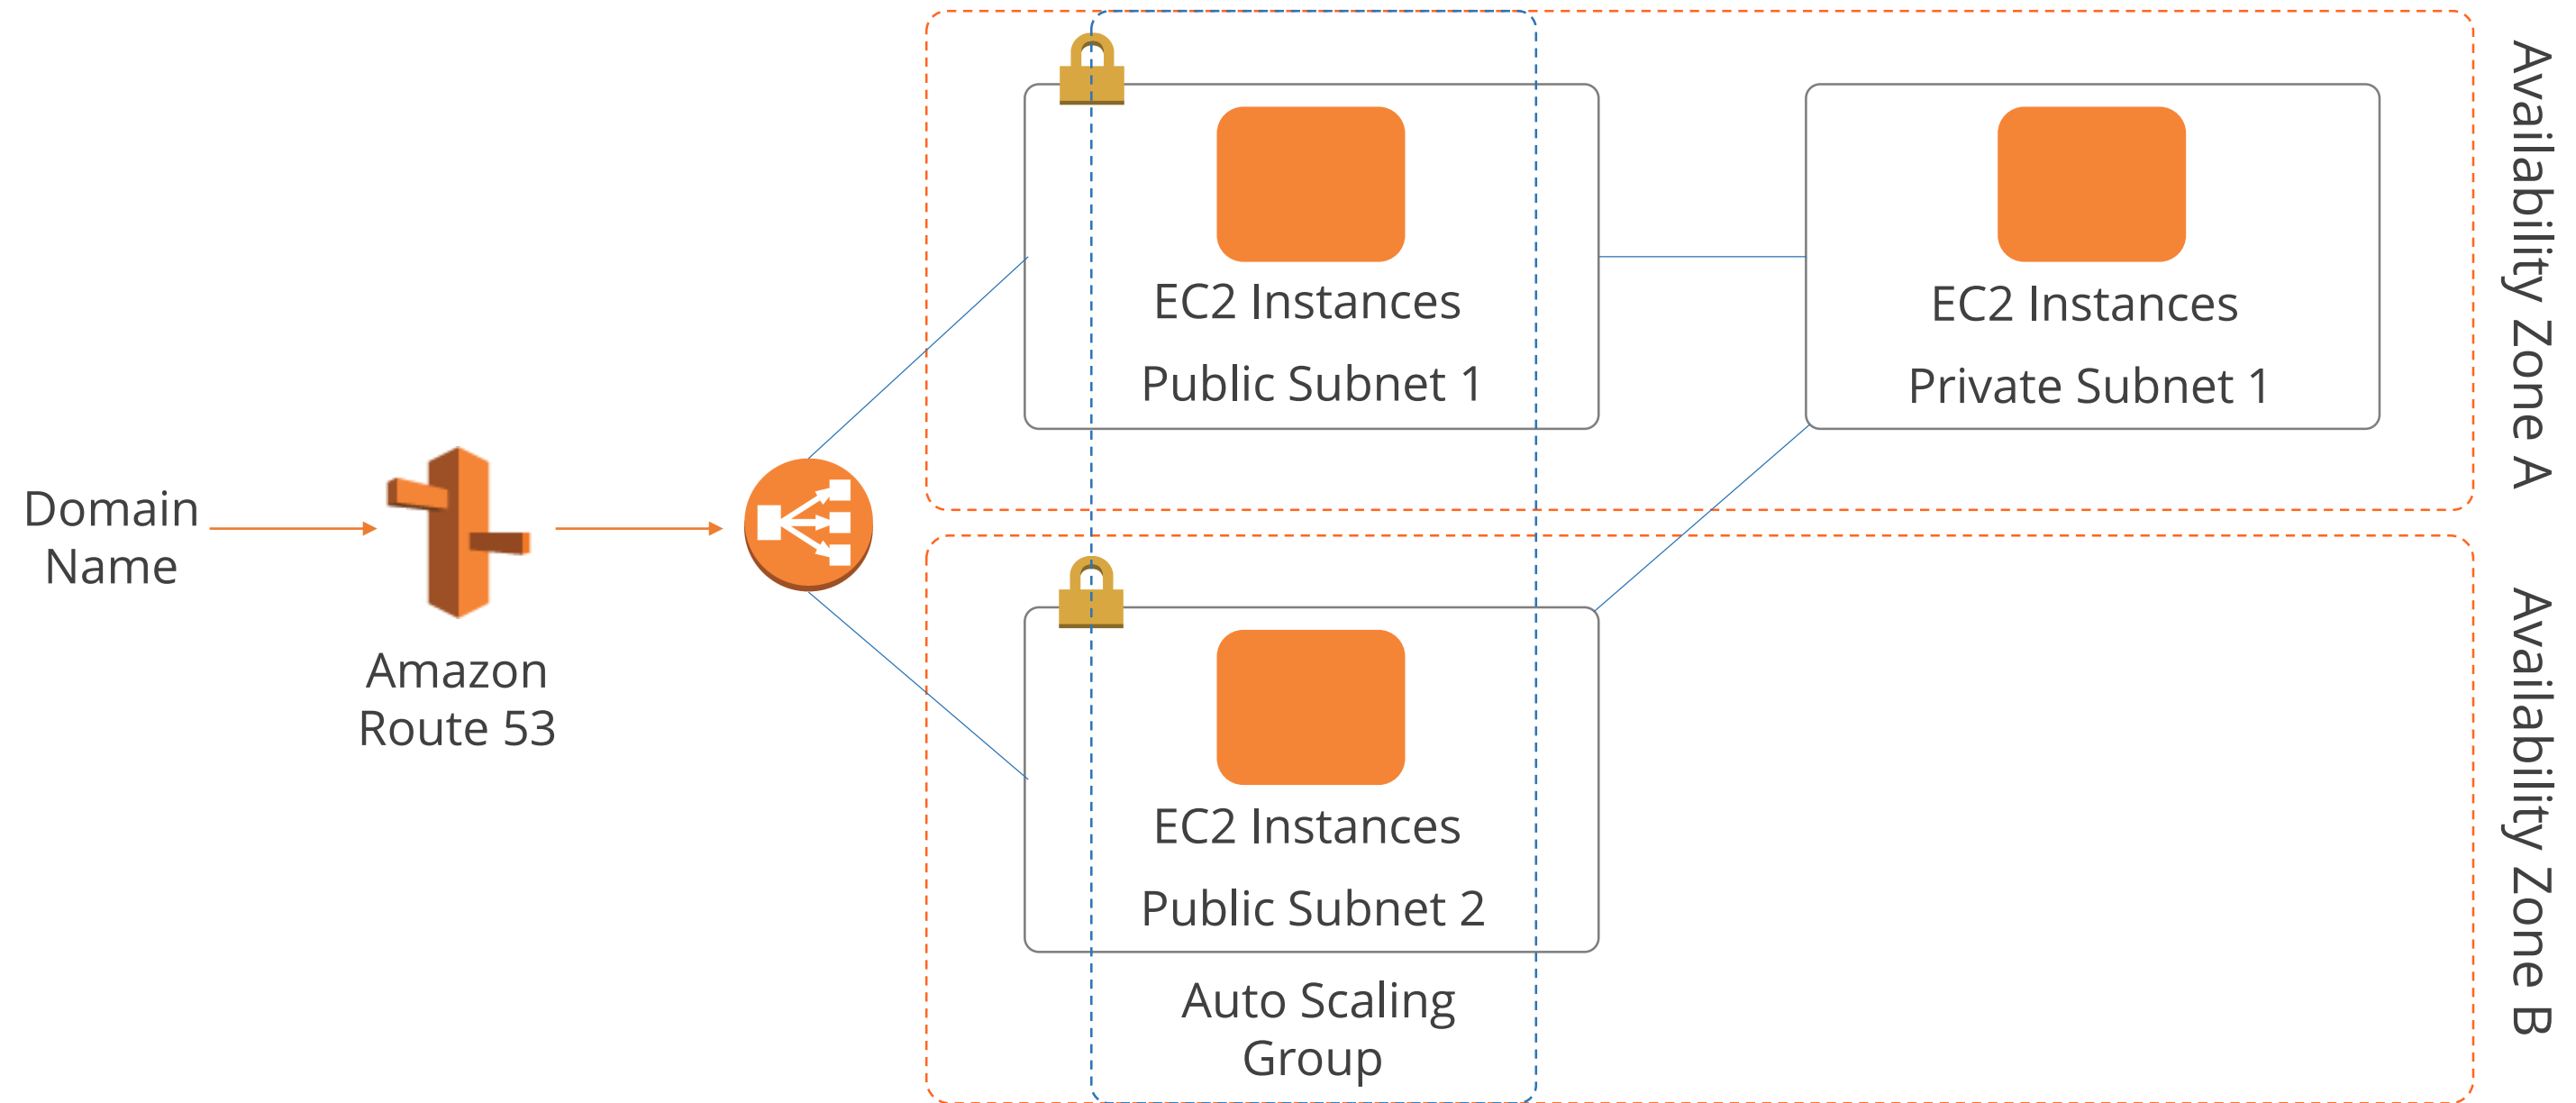 Domain
Name
Amazon
Route 53
EC2 Instances
Public Subnet 1
EC2 Instances
Private Subnet 1
Availability Zone A
EC2 Instances
Public Subnet 2
Auto Scaling
Group
Availability Zone B